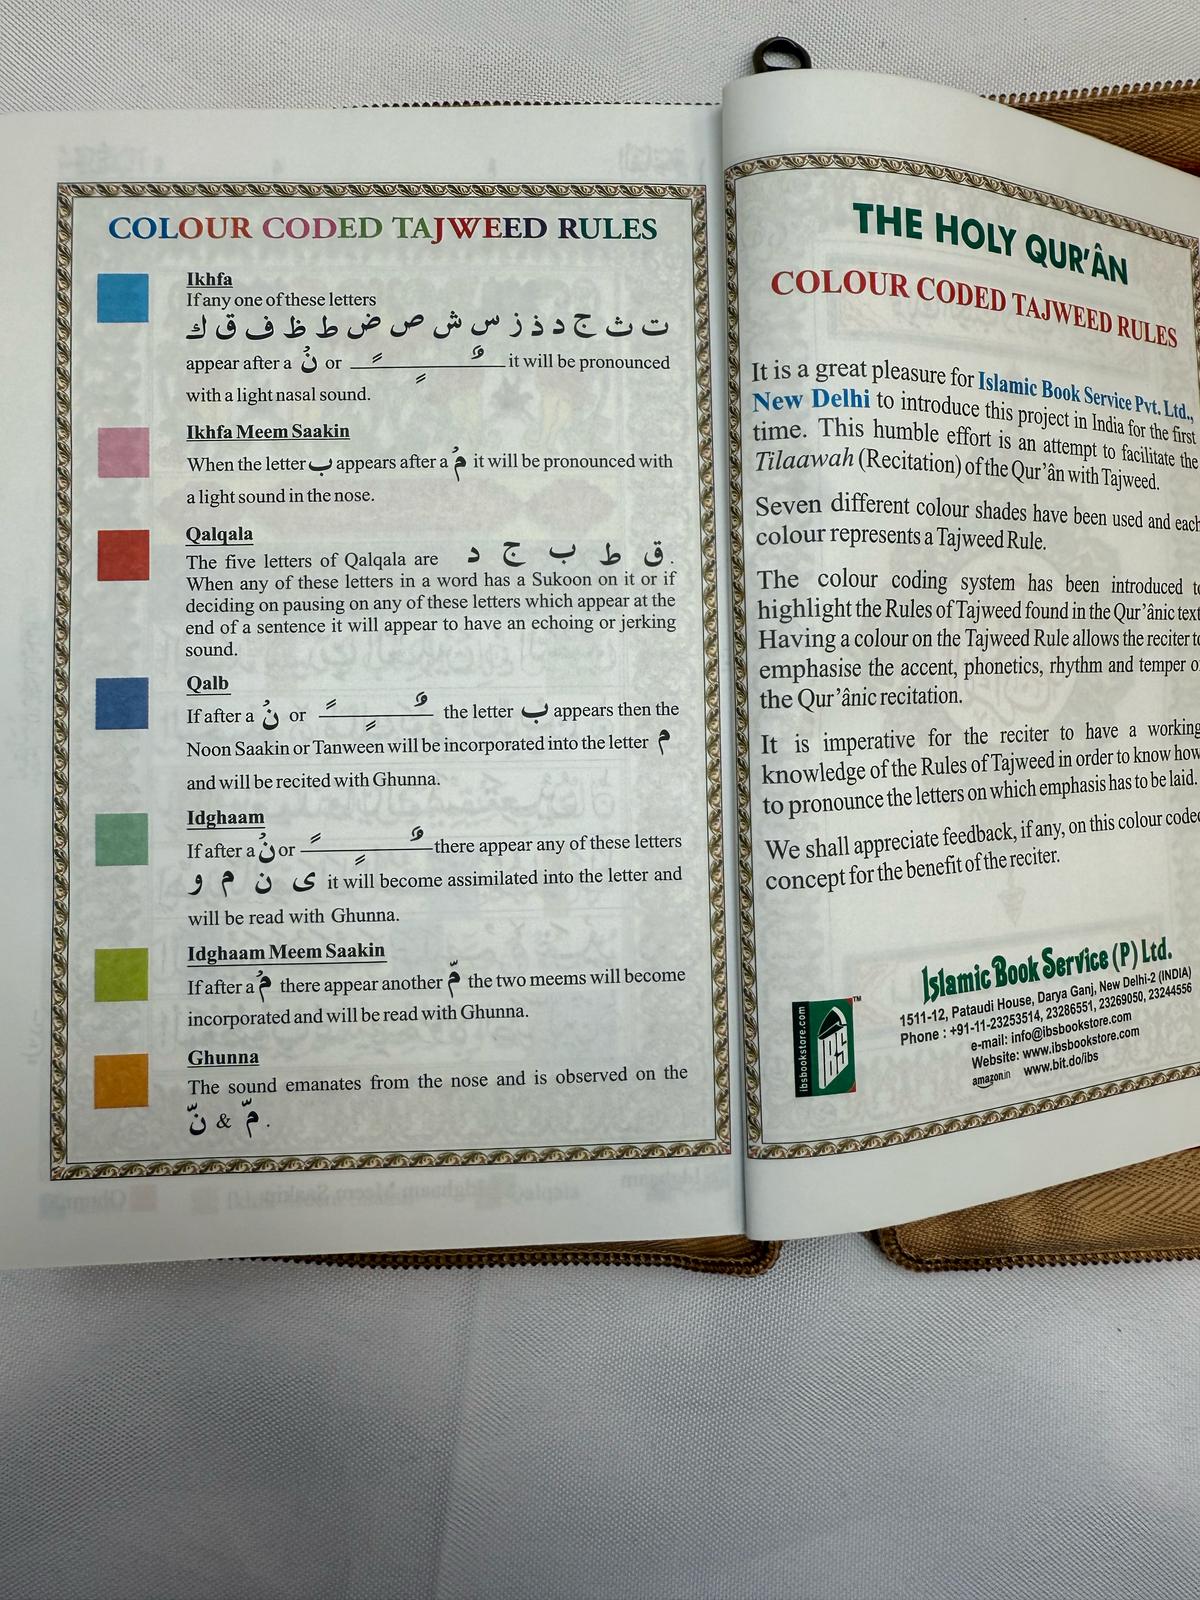 COLOUR CODED TAJWEED RULES
Ikhfa
If any one of these letters
ت ث ج د ذ ز س ش ص ض ط ظ ف ق ك
appear after a نْ or ـًـ ـٍـ ـٌـ it will be pronounced
with a light nasal sound.
Ikhfa Meem Saakin
When the letter ب appears after a مْ it will be pronounced with
a light sound in the nose.
Qalqala
The five letters of Qalqala are ق ط ب ج د .
When any of these letters in a word has a Sukoon on it or if
deciding on pausing on any of these letters which appear at the
end of a sentence it will appear to have an echoing or jerking
sound.
Qalb
If after a نْ or ـًـ ـٍـ ـٌـ the letter ب appears then the
Noon Saakin or Tanween will be incorporated into the letter م
and will be recited with Ghunna.
Idghaam
If after a نْ or ـًـ ـٍـ ـٌـ there appear any of these letters
ى ن م و it will become assimilated into the letter and
will be read with Ghunna.
Idghaam Meem Saakin
If after a مْ there appear another مّ the two meems will become
incorporated and will be read with Ghunna.
Ghunna
The sound emanates from the nose and is observed on the
نّ & مّ .
THE HOLY QUR'ÂN
COLOUR CODED TAJWEED RULES
It is a great pleasure for Islamic Book Service Pvt. Ltd.,
New Delhi to introduce this project in India for the first
time. This humble effort is an attempt to facilitate the
Tilaawah (Recitation) of the Qur'ân with Tajweed.
Seven different colour shades have been used and each
colour represents a Tajweed Rule.
The colour coding system has been introduced to
highlight the Rules of Tajweed found in the Qur'ânic text.
Having a colour on the Tajweed Rule allows the reciter to
emphasise the accent, phonetics, rhythm and temper of
the Qur'ânic recitation.
It is imperative for the reciter to have a working
knowledge of the Rules of Tajweed in order to know how
to pronounce the letters on which emphasis has to be laid.
We shall appreciate feedback, if any, on this colour coded
concept for the benefit of the reciter.
Islamic Book Service (P) Ltd.
1511-12, Pataudi House, Darya Ganj, New Delhi-2 (INDIA)
Phone : +91-11-23253514, 23286551, 23269050, 23244556
e-mail: info@ibsbookstore.com
Website: www.ibsbookstore.com
amazon.in www.bit.do/ibs
ibsbookstore.com
IBS
TM